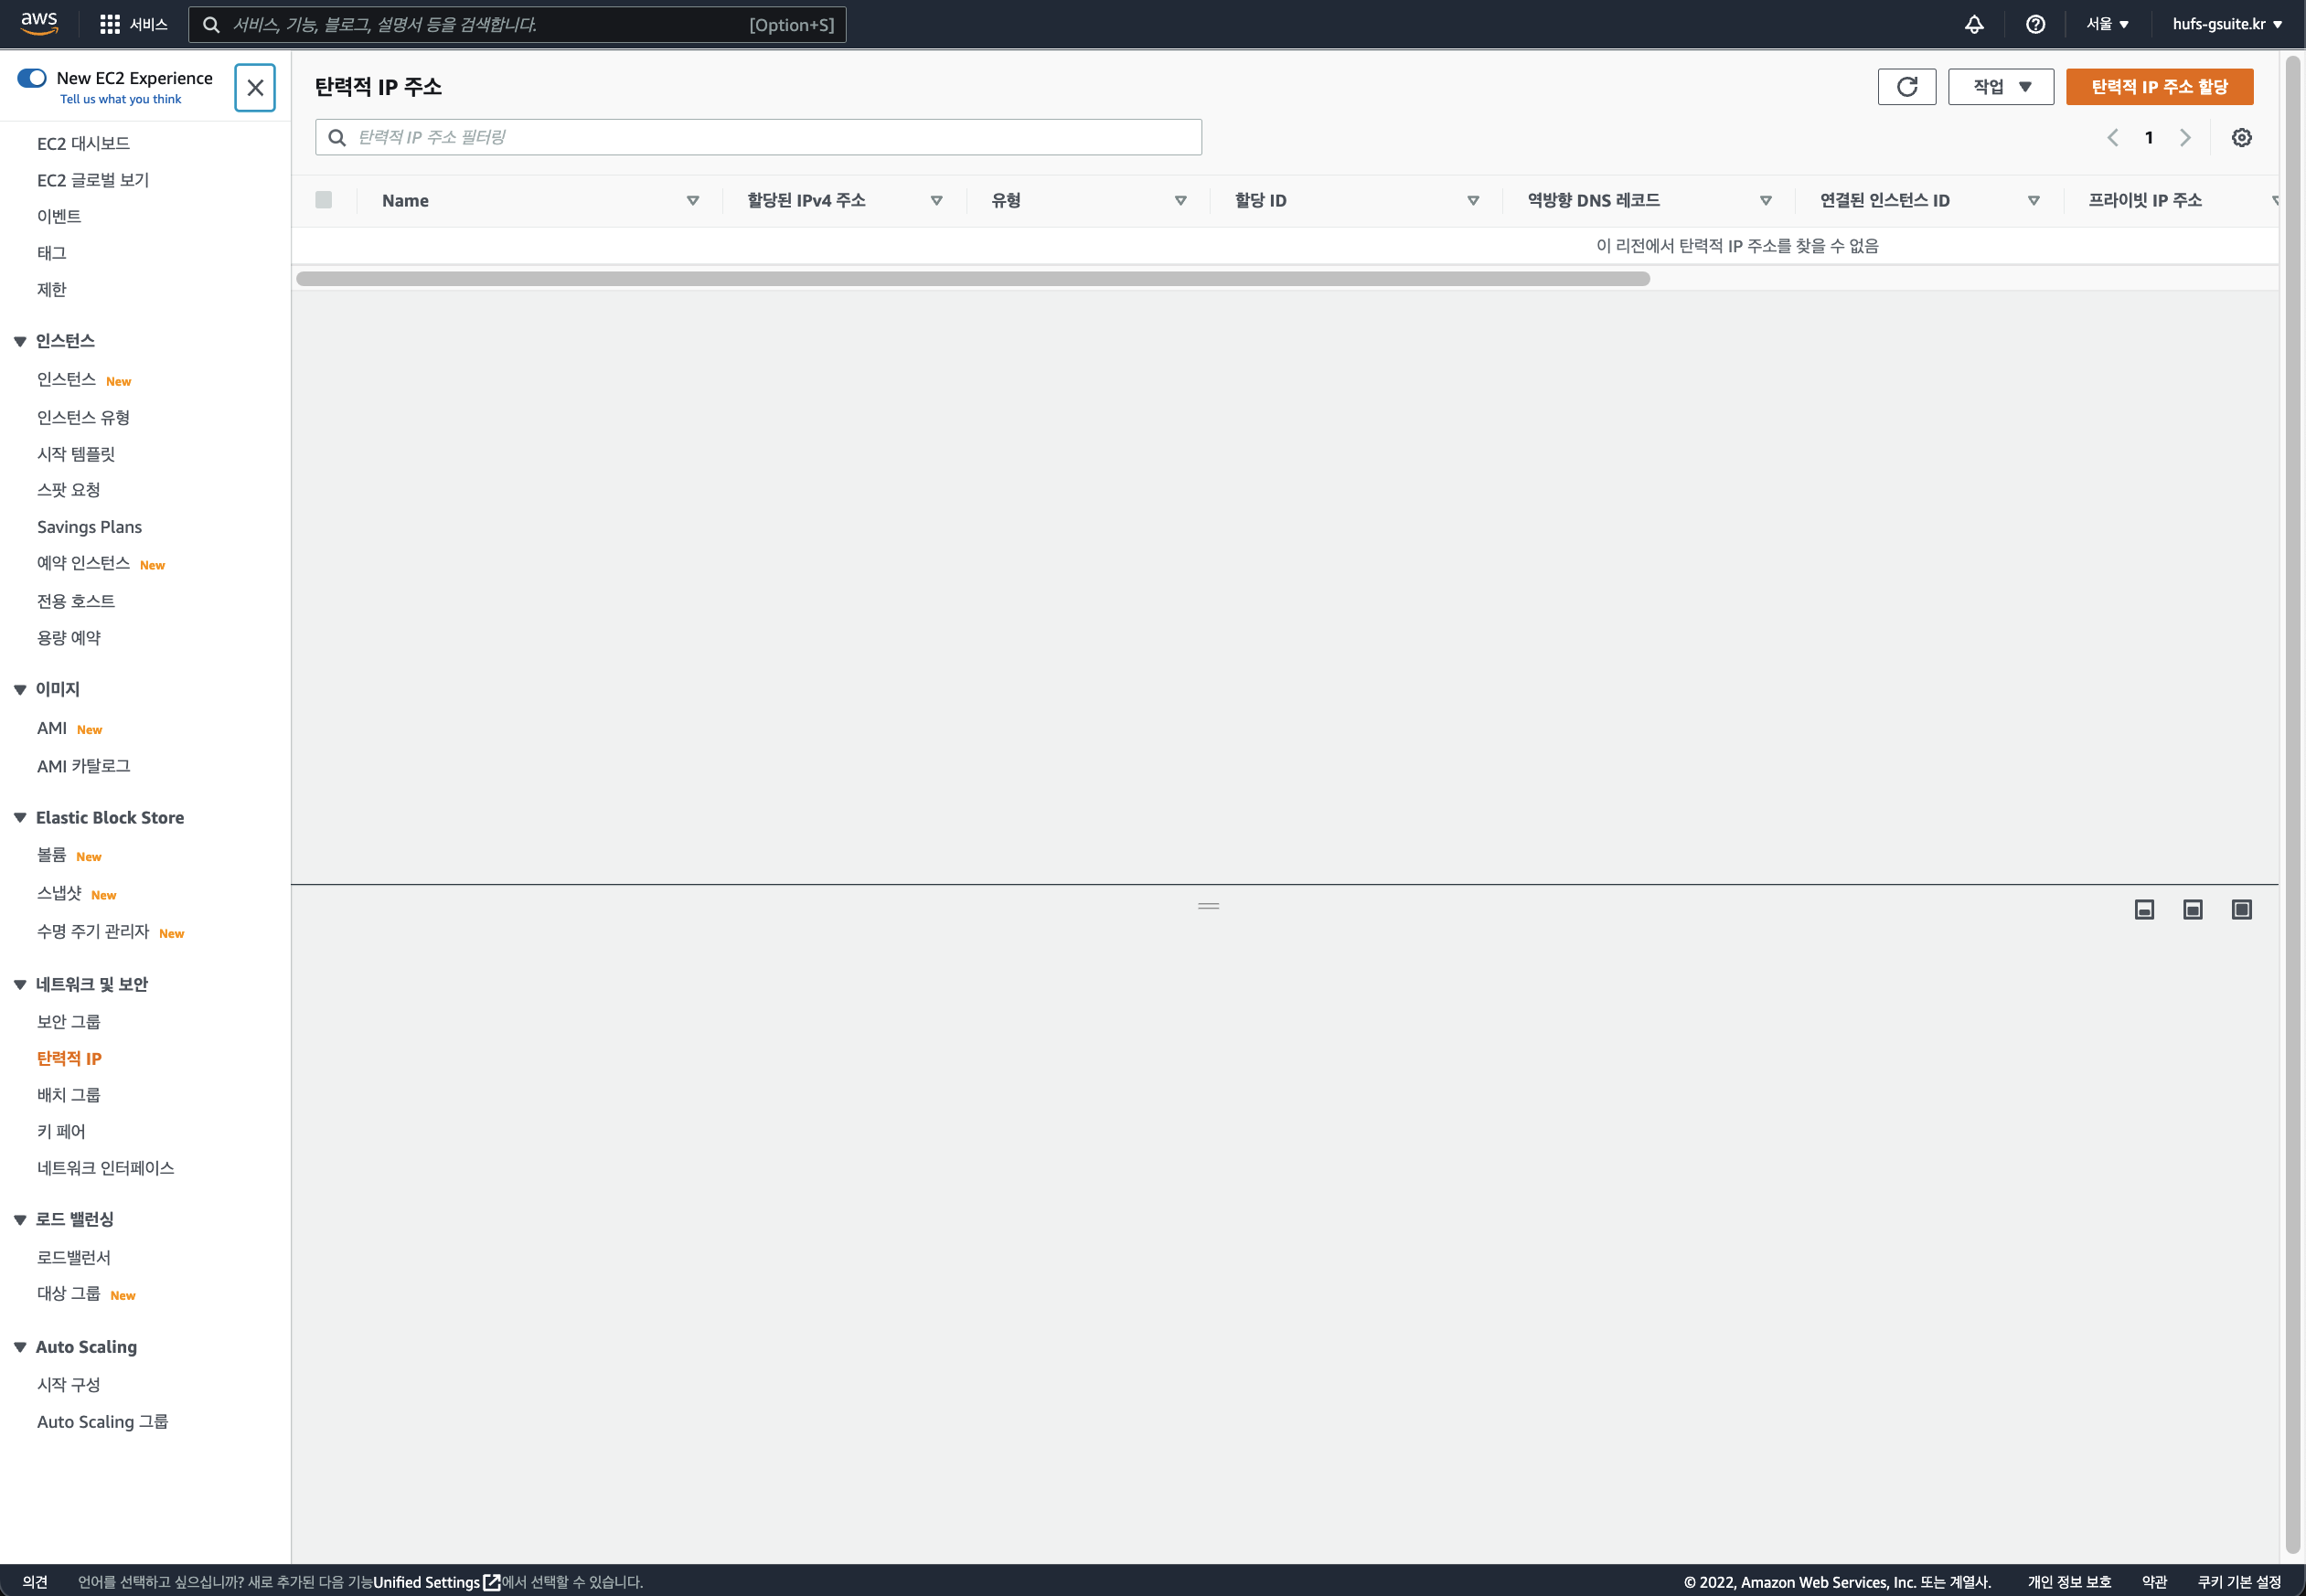 aws
서비스
서비스, 기능, 블로그, 설명서 등을 검색합니다.
[Option+S]
서울
hufs-gsuite.kr
New EC2 Experience
Tell us what you think
EC2 대시보드
EC2 글로벌 보기
이벤트
태그
제한
인스턴스
인스턴스 New
인스턴스 유형
시작 템플릿
스팟 요청
Savings Plans
예약 인스턴스 New
전용 호스트
용량 예약
이미지
AMI New
AMI 카탈로그
Elastic Block Store
볼륨 New
스냅샷 New
수명 주기 관리자 New
네트워크 및 보안
보안 그룹
탄력적 IP
배치 그룹
키 페어
네트워크 인터페이스
로드 밸런싱
로드밸런서
대상 그룹 New
Auto Scaling
시작 구성
Auto Scaling 그룹
탄력적 IP 주소
작업
탄력적 IP 주소 할당
탄력적 IP 주소 필터링
1
Name 할당된 IPv4 주소 유형 할당 ID 역방향 DNS 레코드 연결된 인스턴스 ID 프라이빗 IP 주소
이 리전에서 탄력적 IP 주소를 찾을 수 없음
의견 언어를 선택하고 싶으십니까? 새로 추가된 다음 기능Unified Settings에서 선택할 수 있습니다. © 2022, Amazon Web Services, Inc. 또는 계열사. 개인 정보 보호 약관 쿠키 기본 설정